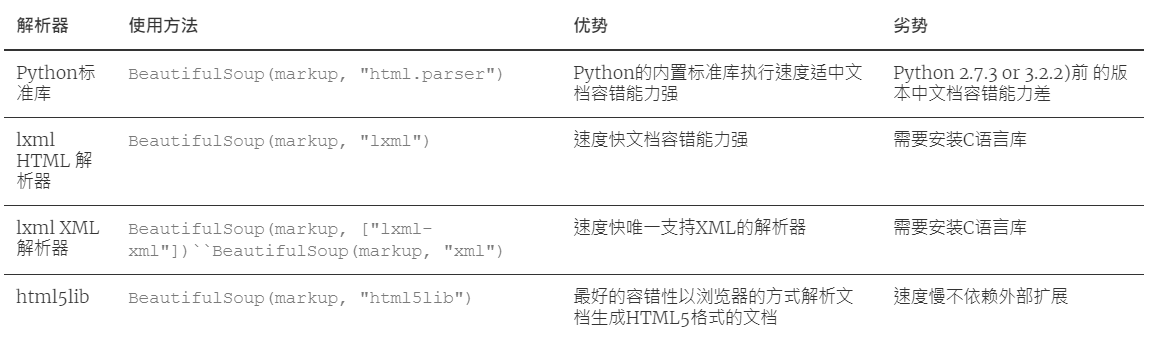 解析器 使用方法 优势 劣势
Python标
准库
BeautifulSoup(markup, "html.parser")
Python的内置标准库执行速度适中文
档容错能力强
Python 2.7.3 or 3.2.2)前 的版
本中文档容错能力差
lxml
HTML 解
析器
BeautifulSoup(markup, "lxml")
速度快文档容错能力强
需要安装C语言库
lxml XML
解析器
BeautifulSoup(markup, ["lxml-
xml"])``BeautifulSoup(markup, "xml")
速度快唯一支持XML的解析器
需要安装C语言库
html5lib
BeautifulSoup(markup, "html5lib")
最好的容错性以浏览器的方式解析文
档生成HTML5格式的文档
速度慢不依赖外部扩展